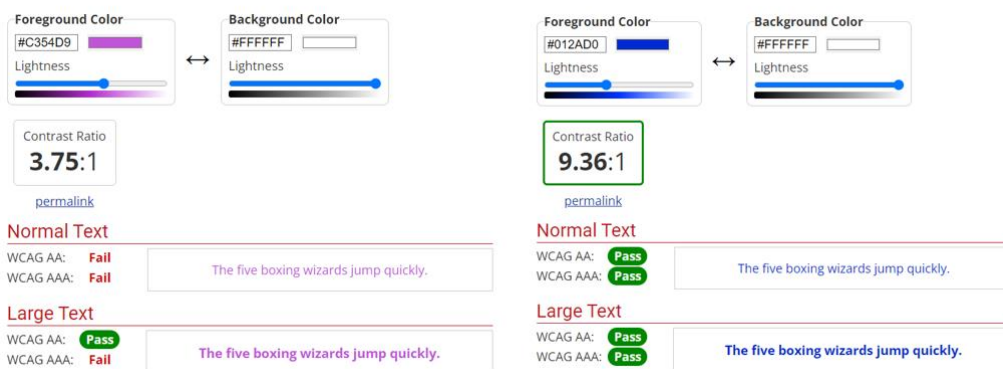 Foreground Color
#C354D9
Lightness
↔
Background Color
#FFFFFF
Lightness
Contrast Ratio
3.75:1
permalink
Normal Text
WCAG AA: Fail
WCAG AAA: Fail
The five boxing wizards jump quickly.
Large Text
WCAG AA: Pass
WCAG AAA: Fail
The five boxing wizards jump quickly.
Foreground Color
#012AD0
Lightness
↔
Background Color
#FFFFFF
Lightness
Contrast Ratio
9.36:1
permalink
Normal Text
WCAG AA: Pass
WCAG AAA: Pass
The five boxing wizards jump quickly.
Large Text
WCAG AA: Pass
WCAG AAA: Pass
The five boxing wizards jump quickly.